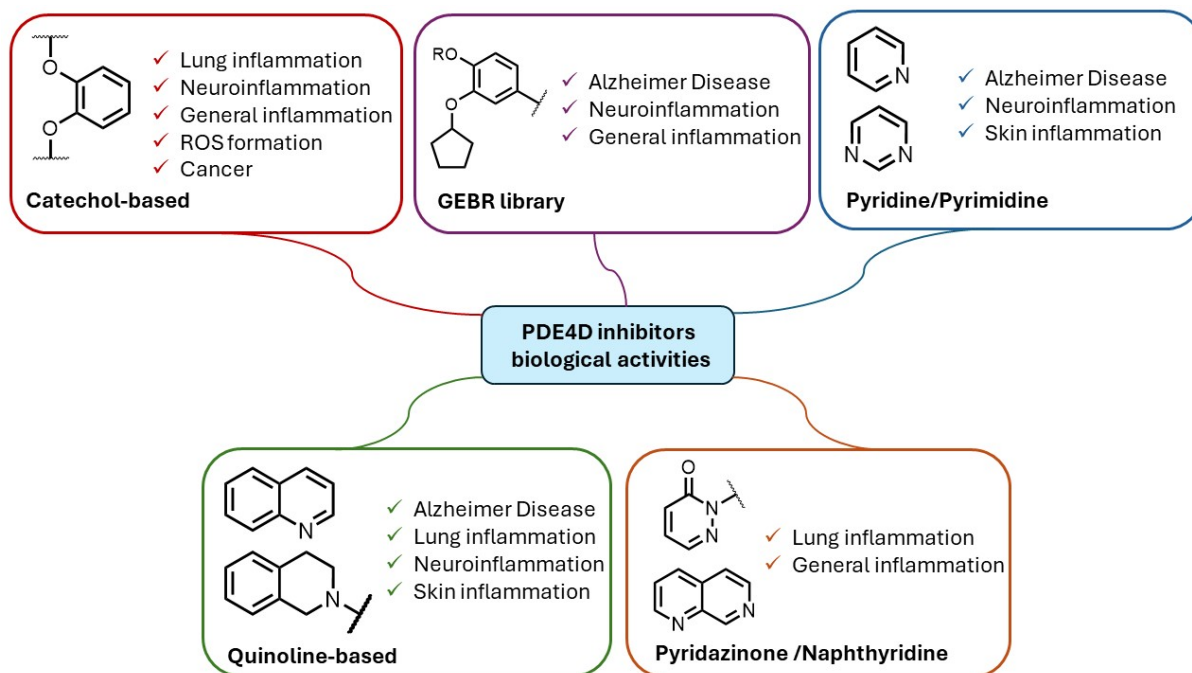 O
O
✓ Lung inflammation
✓ Neuroinflammation
✓ General inflammation
✓ ROS formation
✓ Cancer
Catechol-based
RO
O
✓ Alzheimer Disease
✓ Neuroinflammation
✓ General inflammation
GEBR library
N
N N
✓ Alzheimer Disease
✓ Neuroinflammation
✓ Skin inflammation
Pyridine/Pyrimidine
PDE4D inhibitors
biological activities
N
N
✓ Alzheimer Disease
✓ Lung inflammation
✓ Neuroinflammation
✓ Skin inflammation
Quinoline-based
O
N
N
N
N
✓ Lung inflammation
✓ General inflammation
Pyridazinone /Naphthyridine